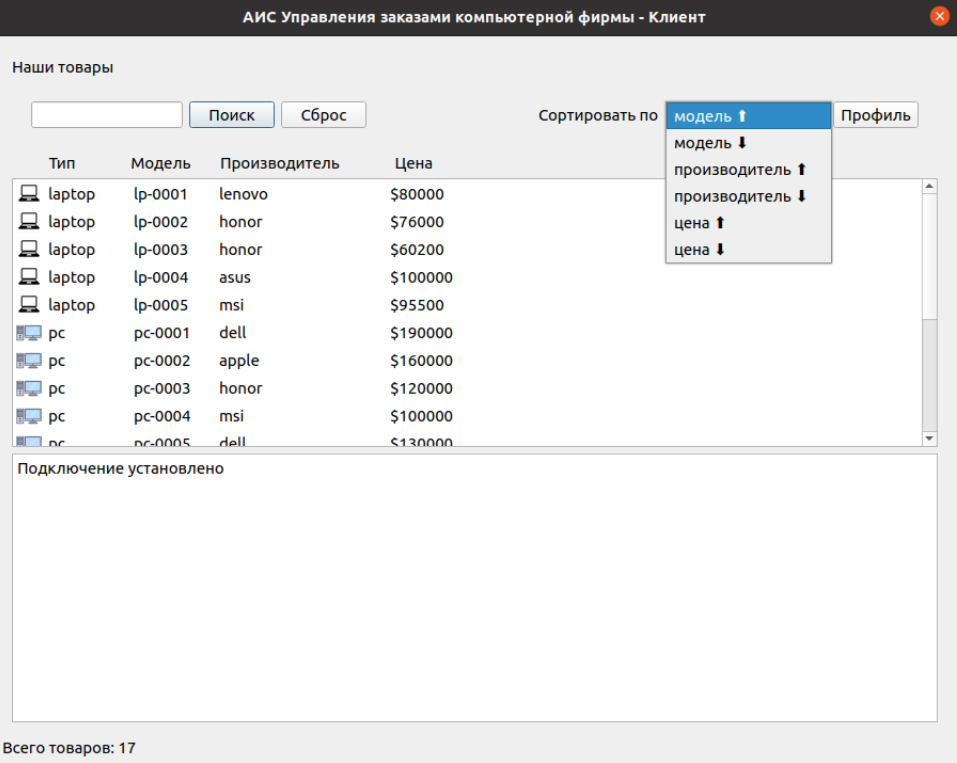 АИС Управления заказами компьютерной фирмы - Клиент
Наши товары
Поиск Сброс Сортировать по модель ⬆ Профиль
модель ⬇
производитель ⬆
производитель ⬇
цена ⬆
цена ⬇
Тип Модель Производитель Цена
laptop lp-0001 lenovo $80000
laptop lp-0002 honor $76000
laptop lp-0003 honor $60200
laptop lp-0004 asus $100000
laptop lp-0005 msi $95500
pc pc-0001 dell $190000
pc pc-0002 apple $160000
pc pc-0003 honor $120000
pc pc-0004 msi $100000
pc pc-0005 dell $130000
Подключение установлено
Всего товаров: 17